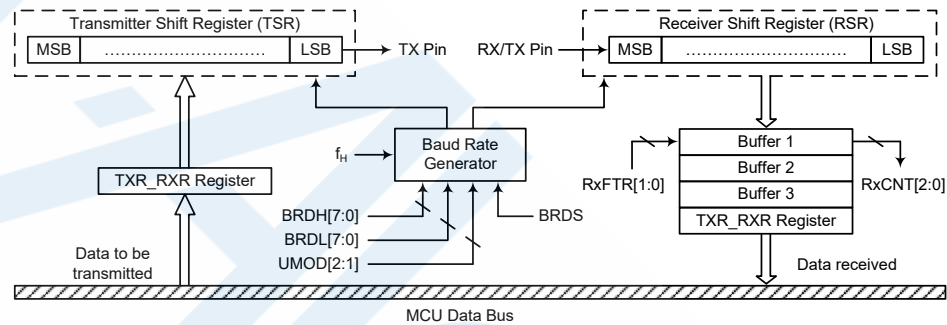 Transmitter Shift Register (TSR)
MSB ………………………… LSB
TX Pin
RX/TX Pin
Receiver Shift Register (RSR)
MSB ………………………… LSB
fH
Baud Rate
Generator
TXR_RXR Register
BRDH[7:0]
BRDL[7:0]
UMOD[2:1]
BRDS
RxFTR[1:0]
Buffer 1
Buffer 2
Buffer 3
TXR_RXR Register
RxCNT[2:0]
Data to be
transmitted
Data received
MCU Data Bus